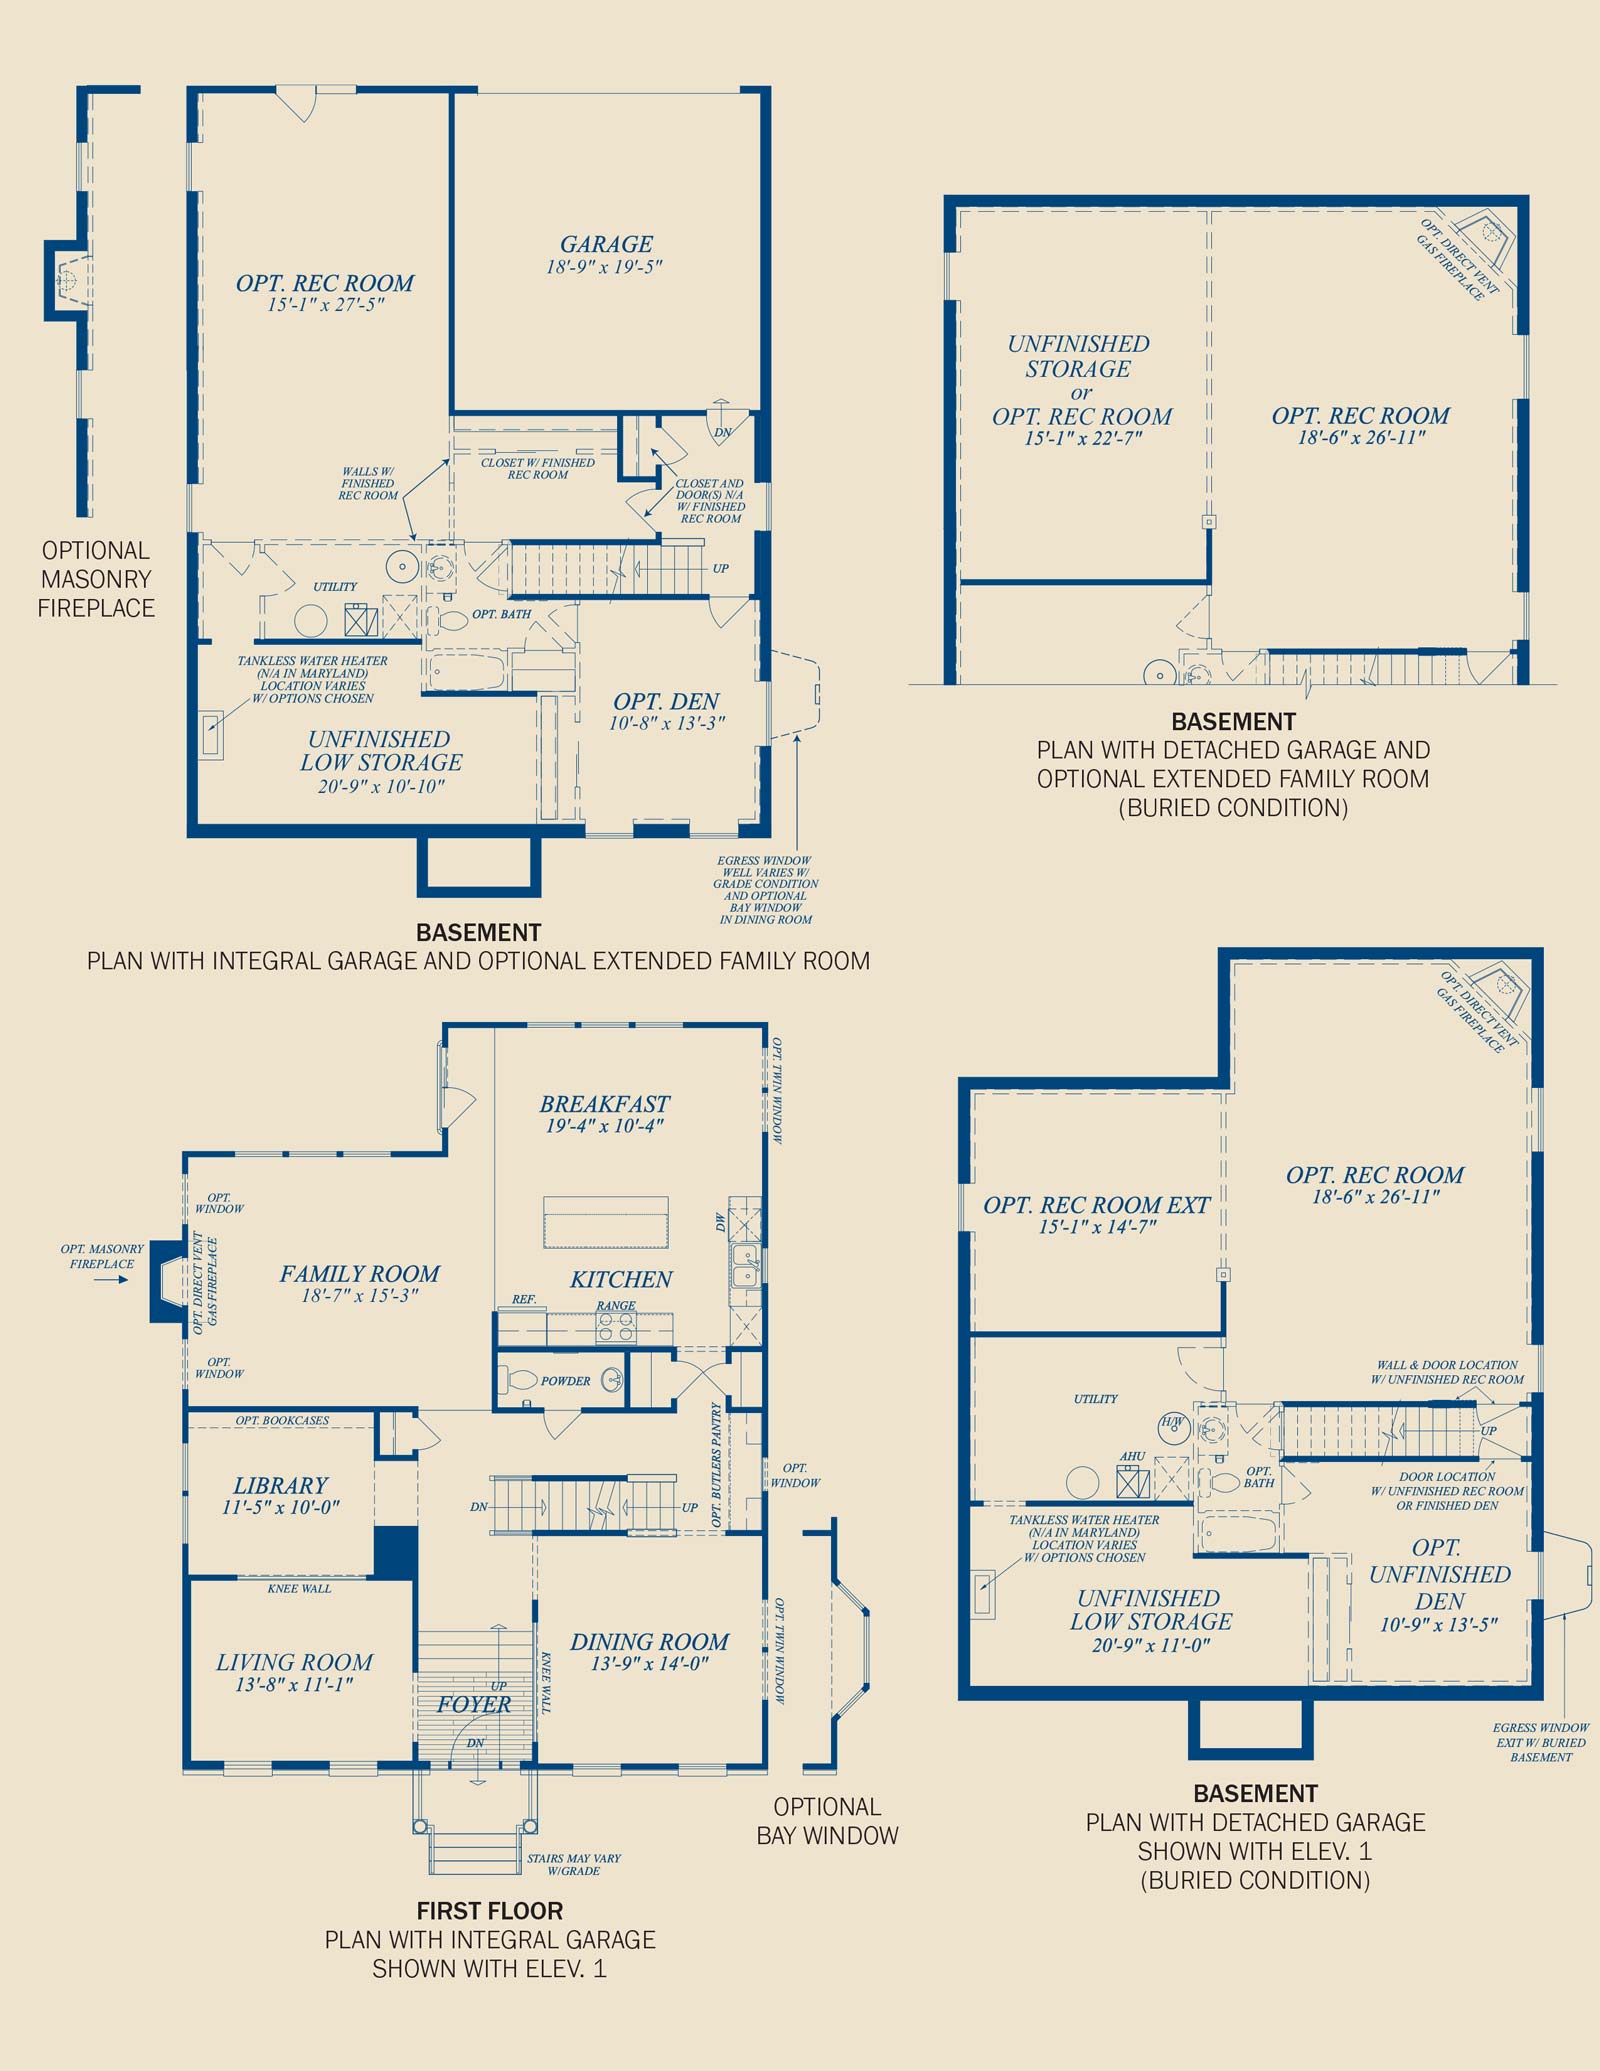 OPT. REC ROOM
15'-1" x 27'-5"
GARAGE
18'-9" x 19'-5"
DN
CLOSET W/ FINISHED
REC ROOM
WALLS W/
FINISHED
REC ROOM
CLOSET AND
DOOR(S) N/A
W/ FINISHED
REC ROOM
UP
UTILITY
OPT. BATH
TANKLESS WATER HEATER
(N/A IN MARYLAND)
LOCATION VARIES
W/ OPTIONS CHOSEN
OPT. DEN
10'-8" x 13'-3"
UNFINISHED
LOW STORAGE
20'-9" x 10'-10"
EGRESS WINDOW
WELL VARIES W/
GRADE CONDITION
AND OPTIONAL
BAY WINDOW
IN DINING ROOM
OPTIONAL
MASONRY
FIREPLACE
BASEMENT
PLAN WITH INTEGRAL GARAGE AND OPTIONAL EXTENDED FAMILY ROOM
OPT. DIRECT VENT
GAS FIREPLACE
UNFINISHED
STORAGE
or
OPT. REC ROOM
15'-1" x 22'-7"
OPT. REC ROOM
18'-6" x 26'-11"
BASEMENT
PLAN WITH DETACHED GARAGE AND
OPTIONAL EXTENDED FAMILY ROOM
(BURIED CONDITION)
BREAKFAST
19'-4" x 10'-4"
OPT. TWIN WINDOW
OPT.
WINDOW
DW
OPT. MASONRY
FIREPLACE
OPT. DIRECT VENT
GAS FIREPLACE
FAMILY ROOM
18'-7" x 15'-3"
KITCHEN
REF.
RANGE
OPT.
WINDOW
POWDER
OPT. BOOKCASES
OPT. BUTLERS PANTRY
OPT.
WINDOW
LIBRARY
11'-5" x 10'-0"
DN
UP
KNEE WALL
LIVING ROOM
13'-8" x 11'-1"
UP
FOYER
DN
KNEE WALL
DINING ROOM
13'-9" x 14'-0"
OPT. TWIN WINDOW
OPTIONAL
BAY WINDOW
STAIRS MAY VARY
W/GRADE
FIRST FLOOR
PLAN WITH INTEGRAL GARAGE
SHOWN WITH ELEV. 1
OPT. DIRECT VENT
GAS FIREPLACE
OPT. REC ROOM EXT
15'-1" x 14'-7"
OPT. REC ROOM
18'-6" x 26'-11"
WALL & DOOR LOCATION
W/ UNFINISHED REC ROOM
UTILITY
H/W
UP
AHU
OPT.
BATH
DOOR LOCATION
W/ UNFINISHED REC ROOM
OR FINISHED DEN
TANKLESS WATER HEATER
(N/A IN MARYLAND)
LOCATION VARIES
W/ OPTIONS CHOSEN
OPT.
UNFINISHED
DEN
10'-9" x 13'-5"
UNFINISHED
LOW STORAGE
20'-9" x 11'-0"
EGRESS WINDOW
EXIT W/ BURIED
BASEMENT
BASEMENT
PLAN WITH DETACHED GARAGE
SHOWN WITH ELEV. 1
(BURIED CONDITION)